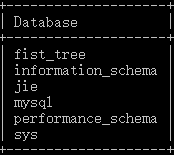 Database
fist_tree
information_schema
jie
mysql
performance_schema
sys